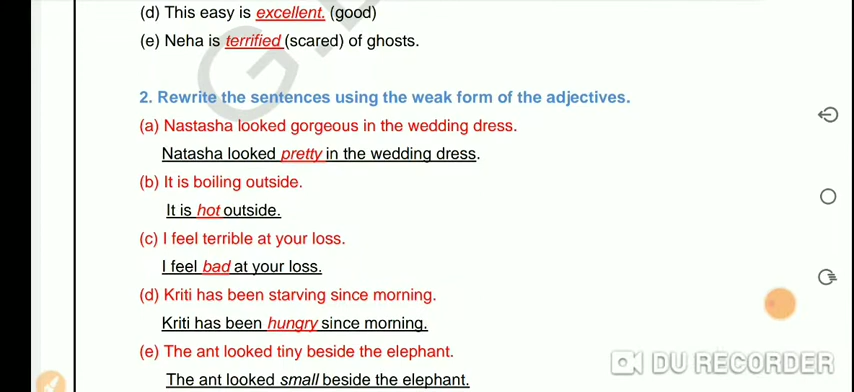 (d) This easy is excellent. (good)
(e) Neha is terrified (scared) of ghosts.
2. Rewrite the sentences using the weak form of the adjectives.
(a) Nastasha looked gorgeous in the wedding dress.
Natasha looked pretty in the wedding dress.
(b) It is boiling outside.
It is hot outside.
(c) I feel terrible at your loss.
I feel bad at your loss.
(d) Kriti has been starving since morning.
Kriti has been hungry since morning.
(e) The ant looked tiny beside the elephant.
The ant looked small beside the elephant.
DU RECORDER